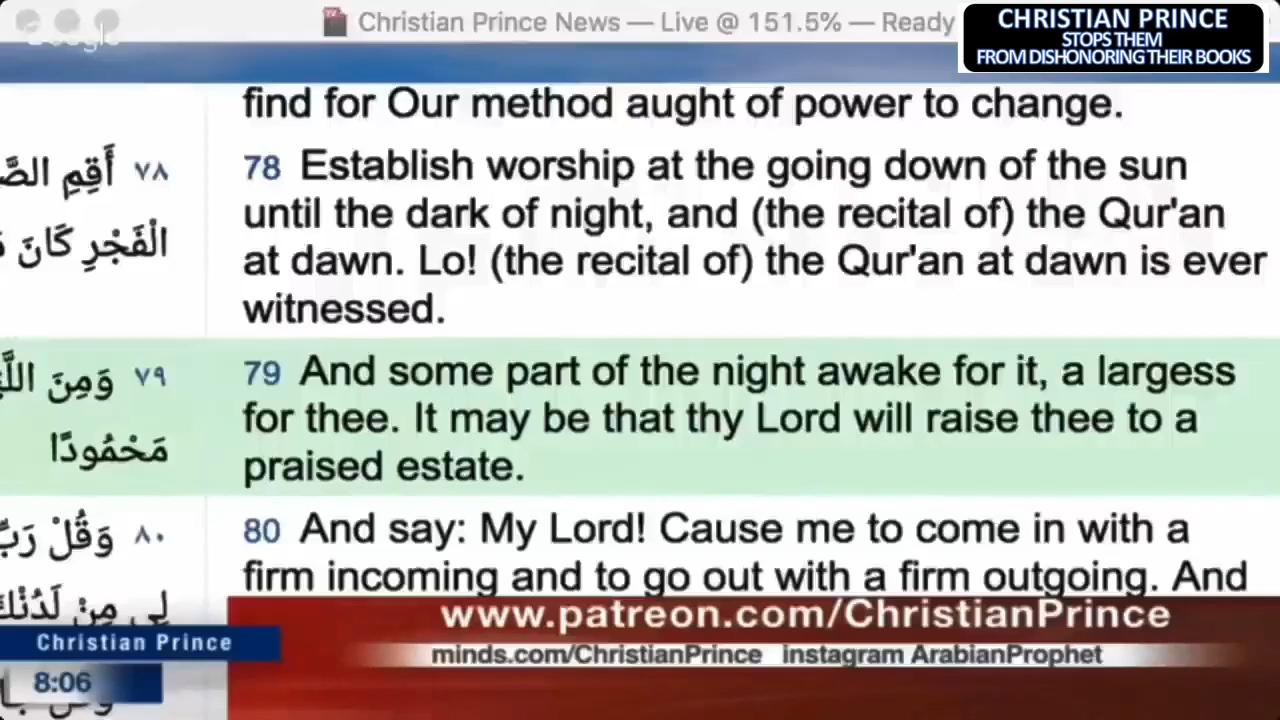 Christian Prince News — Live @ 151.5% — Ready
CHRISTIAN PRINCE
STOPS THEM
FROM DISHONORING THEIR BOOKS
Google
find for Our method aught of power to change.
78 Establish worship at the going down of the sun
until the dark of night, and (the recital of) the Qur'an
at dawn. Lo! (the recital of) the Qur'an at dawn is ever
witnessed.
٧٨ أَقِمِ
الْفَجْرِ كَانَ
79 And some part of the night awake for it, a largess
for thee. It may be that thy Lord will raise thee to a
praised estate.
٧٩ وَمِنَ
مَحْمُودًا
80 And say: My Lord! Cause me to come in with a
firm incoming and to go out with a firm outgoing. And
٨٠ وَقُلْ
لِي مِنْ
www.patreon.com/ChristianPrince
minds.com/ChristianPrince instagram ArabianProphet
Christian Prince
8:06